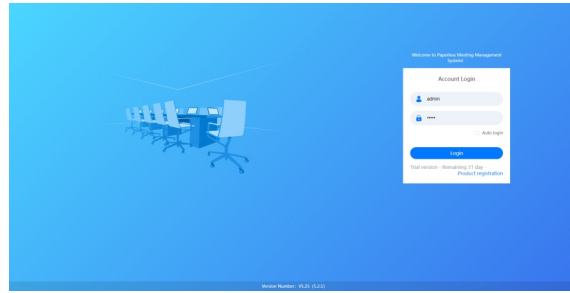 Welcome to Paperless Meeting Management
System!
Account Login
admin
•••••
Auto login
Login
Trial version - Remaining 31 day -
Product registration
Version Number: V5.25 (5.2.5)